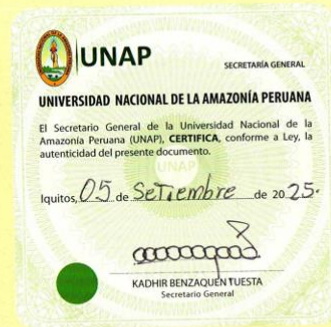 UNAP
SECRETARÍA GENERAL
UNIVERSIDAD NACIONAL DE LA AMAZONÍA PERUANA
El Secretario General de la Universidad Nacional de la
Amazonía Peruana (UNAP), CERTIFICA, conforme a Ley, la
autenticidad del presente documento.
UNAP
Iquitos, 05 de SeTiembre de 2025.
KADHIR BENZAQUEN TUESTA
Secretario General